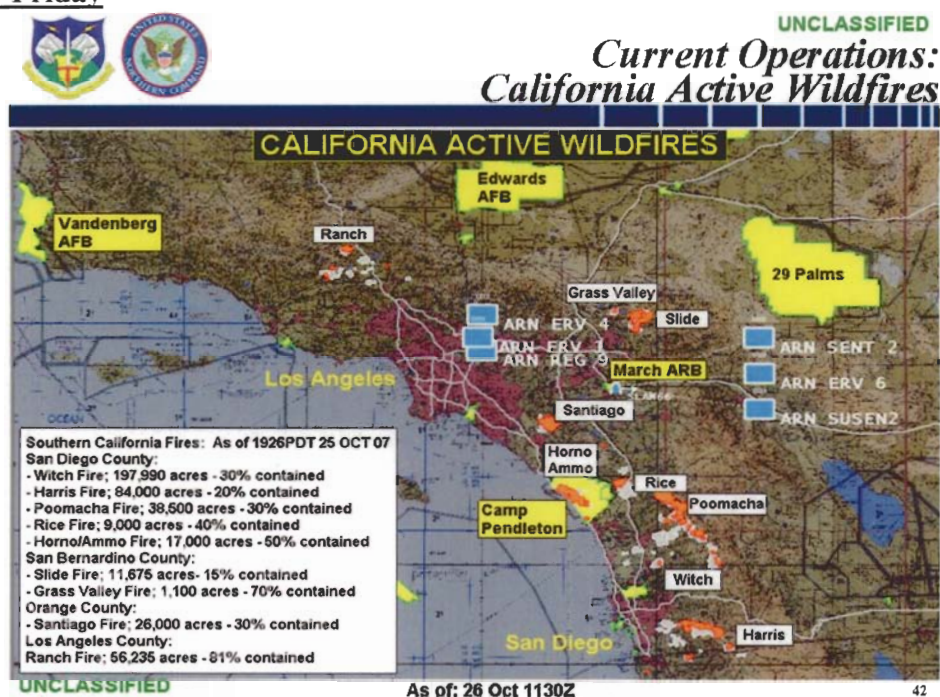 Friday
UNCLASSIFIED
UNITED STATES
NORTHERN COMMAND
Current Operations:
California Active Wildfires
CALIFORNIA ACTIVE WILDFIRES
Edwards
AFB
Vandenberg
AFB
Ranch
29 Palms
Grass Valley
Slide
ARN ERV 4
ARN ERV 1
ARN REG 9
ARN SENT 2
March ARB
ARN ERV 6
Los Angeles
Santiago
ARN SUSEN2
OCEAN
Horno
Ammo
Rice
Poomacha
Camp
Pendleton
Witch
San Diego
Harris
Southern California Fires: As of 1926PDT 25 OCT 07
San Diego County:
- Witch Fire; 197,990 acres - 30% contained
- Harris Fire; 84,000 acres - 20% contained
- Poomacha Fire; 38,500 acres - 30% contained
- Rice Fire; 9,000 acres - 40% contained
- Horno/Ammo Fire; 17,000 acres - 50% contained
San Bernardino County:
- Slide Fire; 11,675 acres- 15% contained
- Grass Valley Fire; 1,100 acres - 70% contained
Orange County:
- Santiago Fire; 26,000 acres - 30% contained
Los Angeles County:
Ranch Fire; 56,235 acres - 81% contained
UNCLASSIFIED
As of: 26 Oct 1130Z
42